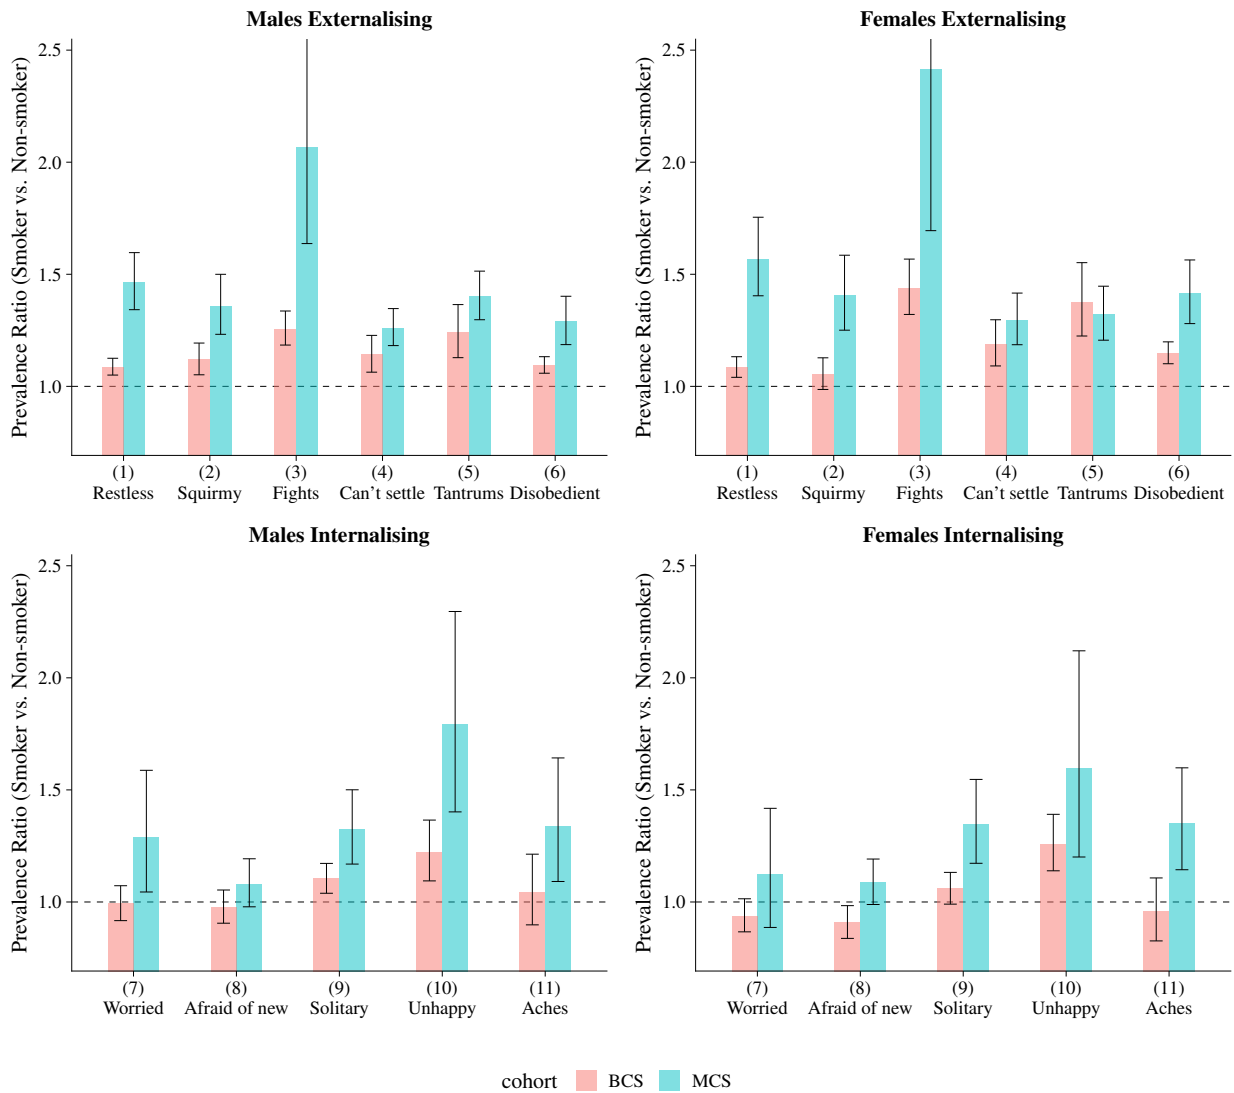 Males Externalising
Prevalence Ratio (Smoker vs. Non-smoker)
2.5
2.0
1.5
1.0
(1) (2) (3) (4) (5) (6)
Restless Squirmy Fights Can't settle Tantrums Disobedient
Females Externalising
Prevalence Ratio (Smoker vs. Non-smoker)
2.5
2.0
1.5
1.0
(1) (2) (3) (4) (5) (6)
Restless Squirmy Fights Can't settle Tantrums Disobedient
Males Internalising
Prevalence Ratio (Smoker vs. Non-smoker)
2.5
2.0
1.5
1.0
(7) (8) (9) (10) (11)
Worried Afraid of new Solitary Unhappy Aches
Females Internalising
Prevalence Ratio (Smoker vs. Non-smoker)
2.5
2.0
1.5
1.0
(7) (8) (9) (10) (11)
Worried Afraid of new Solitary Unhappy Aches
cohort BCS MCS